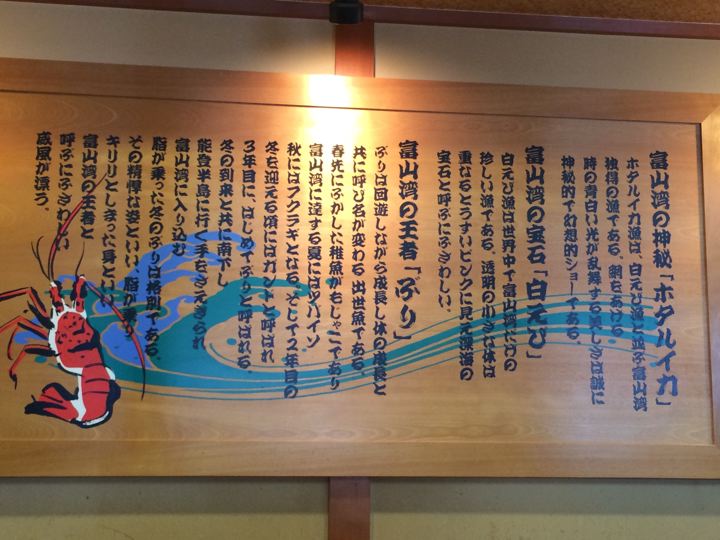 富山湾の神秘「ホタルイカ」
ホタルイカ漁は、白えび漁と並ぶ富山湾
独得の漁である。網をあげる
時の青白い光が乱舞する美しさは誠に
神秘的で幻想的ショーである。
富山湾の宝石「白えび」
白えび漁は世界中で富山湾だけの
珍しい漁である。透明の小さな体は
重なるとうすいピンクに見え深海の
宝石と呼ぶにふさわしい。
富山湾の王者「ぶり」
ぶりは回遊しながら成長し体の成長と
共に呼び名が変わる出世魚である。
春先にふかした稚魚がもじゃこであり
富山湾に達する夏にはツバイソ
秋にはフクラギとなる。そして2年目の
冬を迎える頃にはガンドと呼ばれ
3年目に、はじめてぶりと呼ばれる。
冬の到来と共に南下し
能登半島に行く手をさえぎられ
富山湾に入り込む
脂が乗った冬のぶりは格別である。
その精悍な姿といい、脂が乗り
キリリとしまった身といい
富山湾の王者と
呼ぶにふさわしい
威風が漂う。